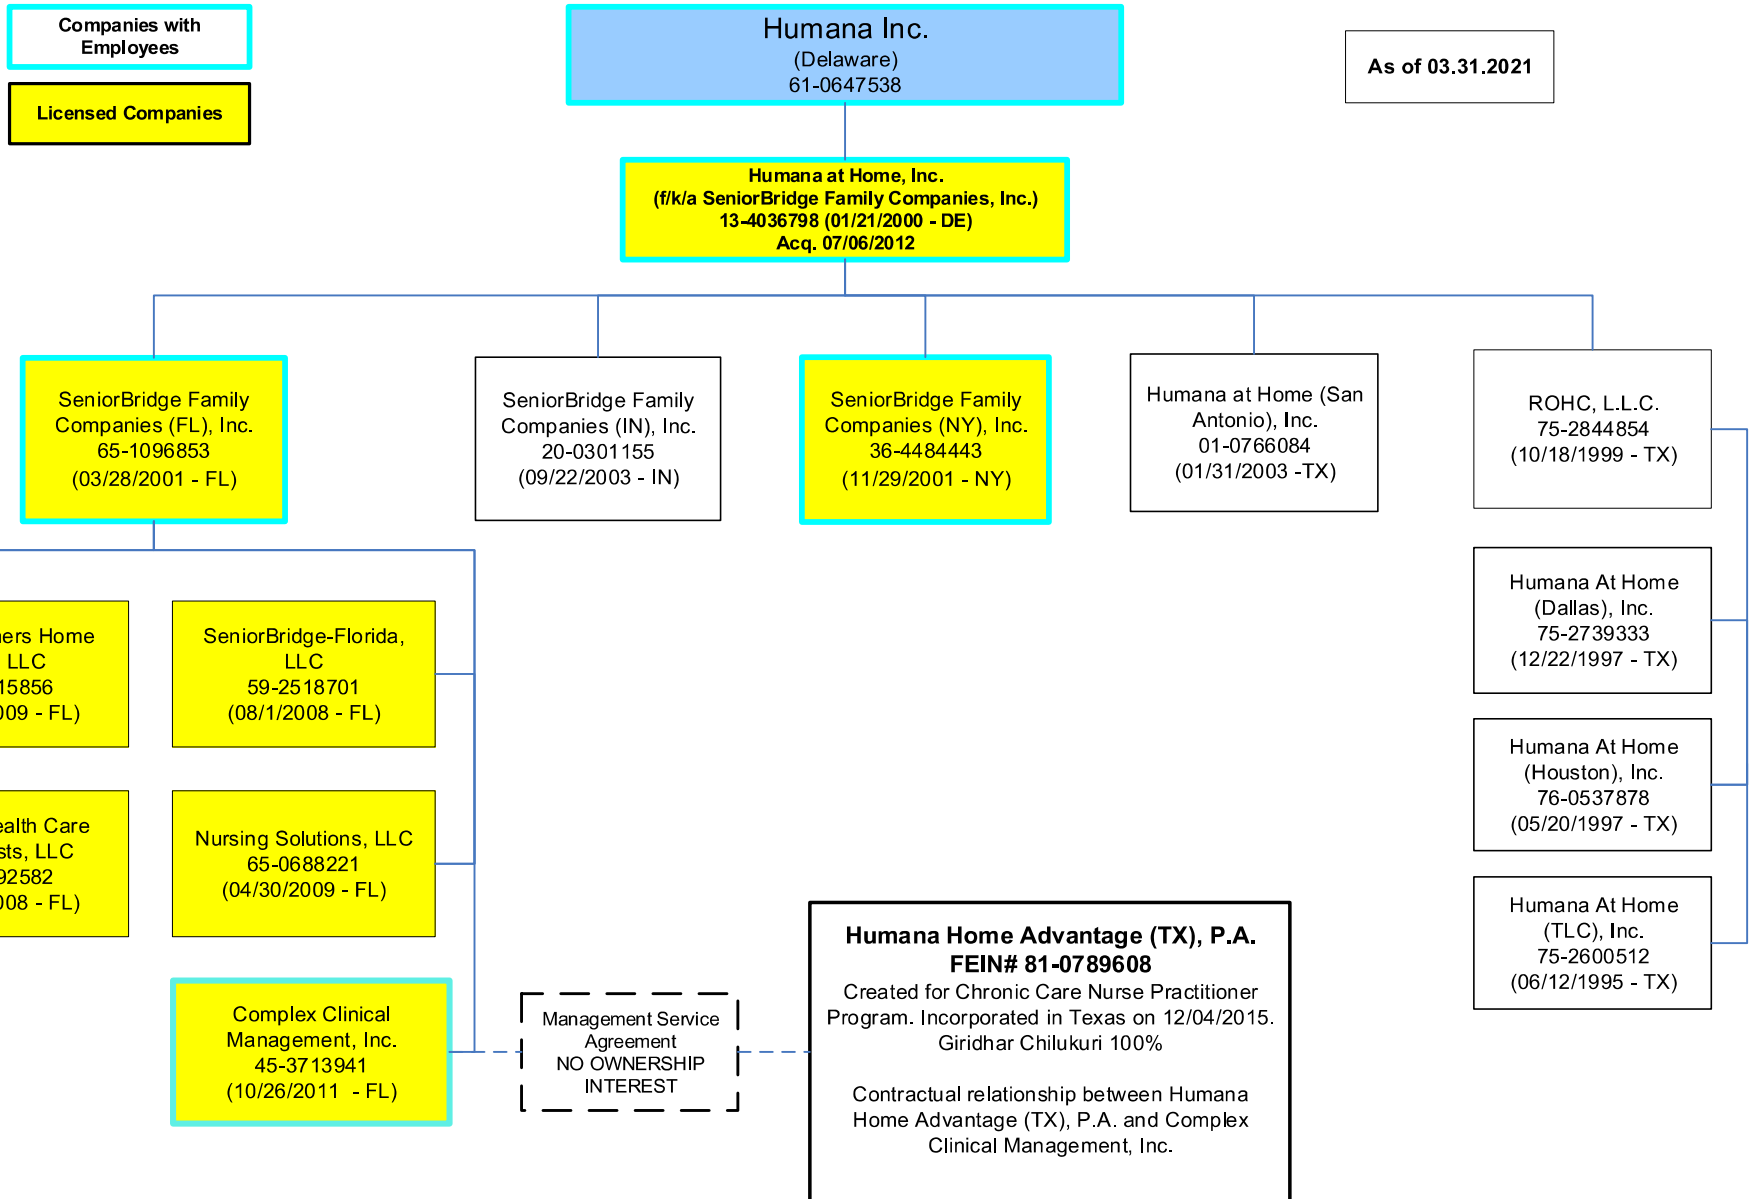 Companies with
Employees
Licensed Companies
Humana Inc.
(Delaware)
61-0647538
As of 03.31.2021
Humana at Home, Inc.
(f/k/a SeniorBridge Family Companies, Inc.)
13-4036798 (01/21/2000 - DE)
Acq. 07/06/2012
SeniorBridge Family
Companies (FL), Inc.
65-1096853
(03/28/2001 - FL)
SeniorBridge Family
Companies (IN), Inc.
20-0301155
(09/22/2003 - IN)
SeniorBridge Family
Companies (NY), Inc.
36-4484443
(11/29/2001 - NY)
Humana at Home (San
Antonio), Inc.
01-0766084
(01/31/2003 -TX)
ROHC, L.L.C.
75-2844854
(10/18/1999 - TX)
Home
LLC
15856
- FL)
SeniorBridge-Florida,
LLC
59-2518701
(08/1/2008 - FL)
Humana At Home
(Dallas), Inc.
75-2739333
(12/22/1997 - TX)
Humana At Home
(Houston), Inc.
76-0537878
(05/20/1997 - TX)
Care
LLC
92582
- FL)
Nursing Solutions, LLC
65-0688221
(04/30/2009 - FL)
Humana At Home
(TLC), Inc.
75-2600512
(06/12/1995 - TX)
Complex Clinical
Management, Inc.
45-3713941
(10/26/2011 - FL)
Management Service
Agreement
NO OWNERSHIP
INTEREST
Humana Home Advantage (TX), P.A.
FEIN# 81-0789608
Created for Chronic Care Nurse Practitioner
Program. Incorporated in Texas on 12/04/2015.
Giridhar Chilukuri 100%
Contractual relationship between Humana
Home Advantage (TX), P.A. and Complex
Clinical Management, Inc.